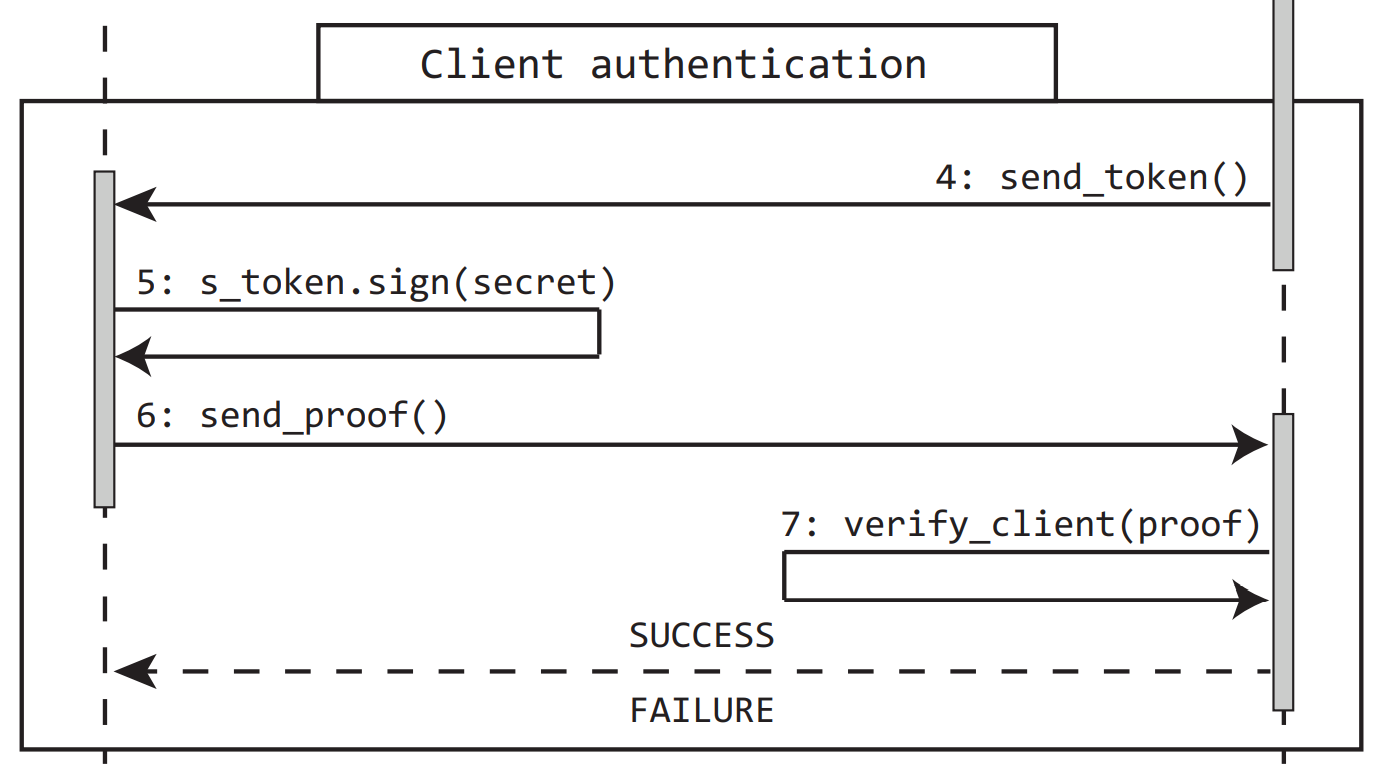 Client authentication
4: send_token()
5: s_token.sign(secret)
6: send_proof()
7: verify_client(proof)
SUCCESS
FAILURE